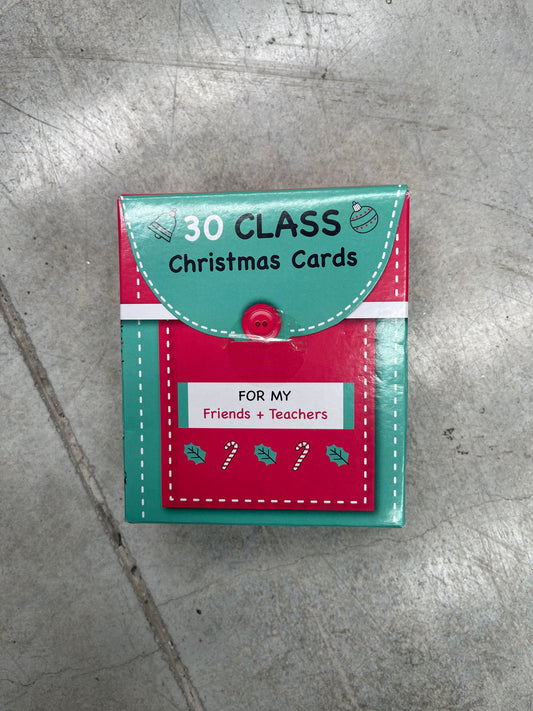 30 CLASS
Christmas Cards
FOR MY
Friends + Teachers